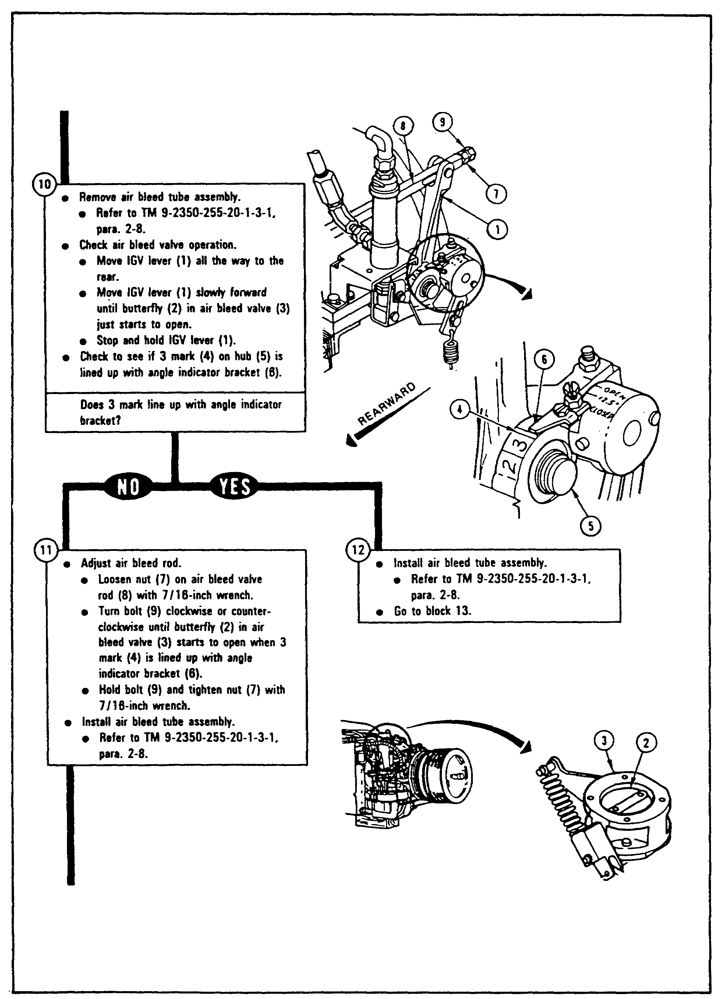 10
● Remove air bleed tube assembly.
● Refer to TM 9-2350-255-20-1-3-1,
para. 2-8.
● Check air bleed valve operation.
● Move IGV lever (1) all the way to the
rear.
● Move IGV lever (1) slowly forward
until butterfly (2) in air bleed valve (3)
just starts to open.
● Stop and hold IGV lever (1).
● Check to see if 3 mark (4) on hub (5) is
lined up with angle indicator bracket (6).
Does 3 mark line up with angle indicator
bracket?
NO
YES
11
● Adjust air bleed rod.
● Loosen nut (7) on air bleed valve
rod (8) with 7/16-inch wrench.
● Turn bolt (9) clockwise or counter-
clockwise until butterfly (2) in air
bleed valve (3) starts to open when 3
mark (4) is lined up with angle
indicator bracket (6).
● Hold bolt (9) and tighten nut (7) with
7/16-inch wrench.
● Install air bleed tube assembly.
● Refer to TM 9-2350-255-20-1-3-1,
para. 2-8.
12
● Install air bleed tube assembly.
● Refer to TM 9-2350-255-20-1-3-1,
para. 2-8.
● Go to block 13.
8
9
7
1
REARWARD
6
4
OPEN
12.5°
CLOSED
3
2
5
3
2